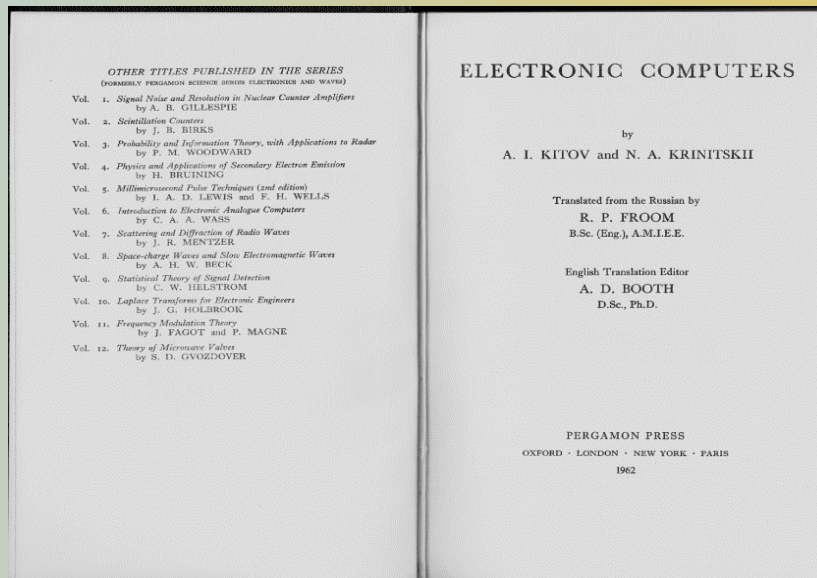 OTHER TITLES PUBLISHED IN THE SERIES
(FORMERLY PERGAMON SCIENCE SERIES ELECTRONICS AND WAVES)
Vol. 1. Signal Noise and Resolution in Nuclear Counter Amplifiers
by A. B. GILLESPIE
Vol. 2. Scintillation Counters
by J. B. BIRKS
Vol. 3. Probability and Information Theory, with Applications to Radar
by P. M. WOODWARD
Vol. 4. Physics and Applications of Secondary Electron Emission
by H. BRUINING
Vol. 5. Millimicrosecond Pulse Techniques (2nd edition)
by I. A. D. LEWIS and F. H. WELLS
Vol. 6. Introduction to Electronic Analogue Computers
by C. A. A. WASS
Vol. 7. Scattering and Diffraction of Radio Waves
by J. R. MENTZER
Vol. 8. Space-charge Waves and Slow Electromagnetic Waves
by A. H. W. BECK
Vol. 9. Statistical Theory of Signal Detection
by C. W. HELSTROM
Vol. 10. Laplace Transforms for Electronic Engineers
by J. G. HOLBROOK
Vol. 11. Frequency Modulation Theory
by J. FAGOT and P. MAGNE
Vol. 12. Theory of Microwave Valves
by S. D. GVOZDOVER
ELECTRONIC COMPUTERS
by
A. I. KITOV and N. A. KRINITSKII
Translated from the Russian by
R. P. FROOM
B.Sc. (Eng.), A.M.I.E.E.
English Translation Editor
A. D. BOOTH
D.Sc., Ph.D.
PERGAMON PRESS
OXFORD · LONDON · NEW YORK · PARIS
1962